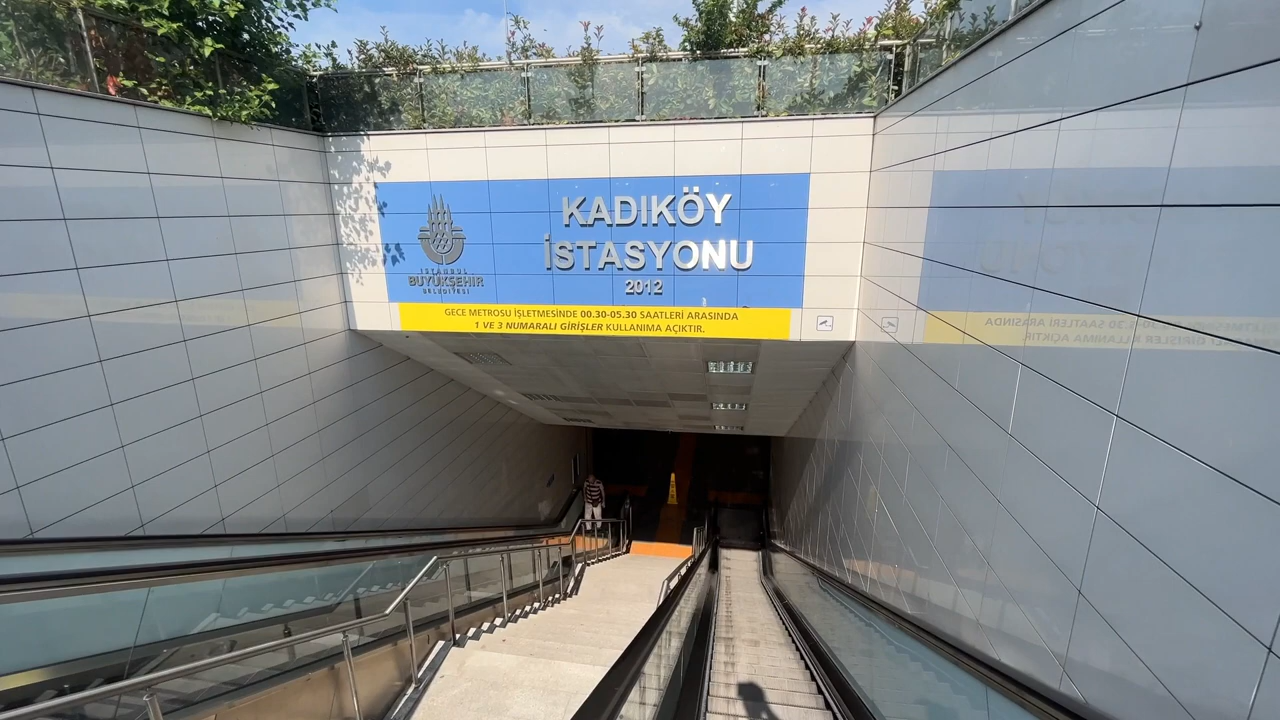 KADIKÖY
İSTASYONU
2012
İSTANBUL
BÜYÜKŞEHİR
BELEDİYESİ
GECE METROSU İŞLETMESİNDE 00.30-05.30 SAATLERİ ARASINDA
1 VE 3 NUMARALI GİRİŞLER KULLANIMA AÇIKTIR.